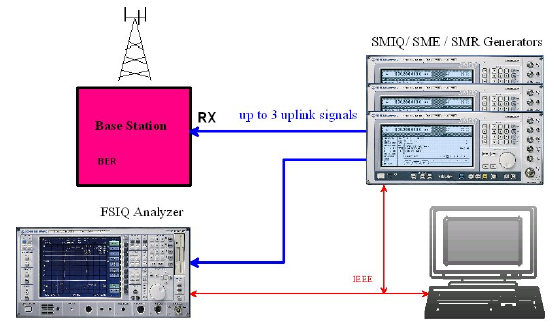 SMIQ/ SME / SMR Generators
RX
up to 3 uplink signals
Base Station
BER
FSIQ Analyzer
IEEE